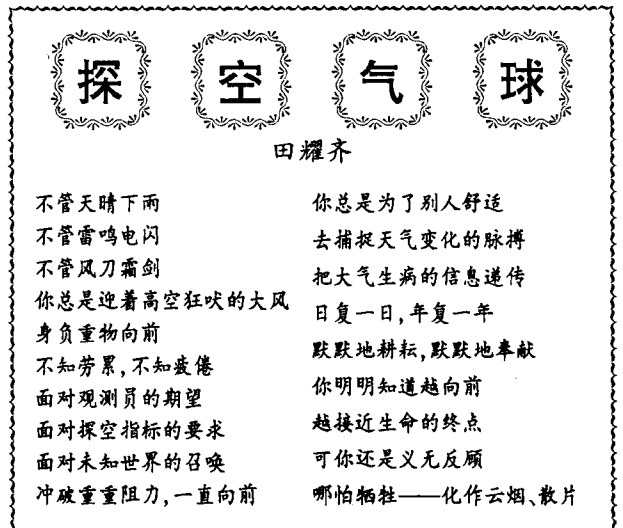 探空气球
田耀齐
不管天晴下雨
不管雷鸣电闪
不管风刀霜剑
你总是迎着高空狂吠的大风
身负重物向前
不知劳累,不知疲倦
面对观测员的期望
面对探空指标的要求
面对未知世界的召唤
冲破重重阻力,一直向前
你总是为了别人舒适
去捕捉天气变化的脉搏
把大气生病的信息递传
日复一日,年复一年
默默地耕耘,默默地奉献
你明明知道越向前
越接近生命的终点
可你还是义无反顾
哪怕牺牲——化作云烟、散片